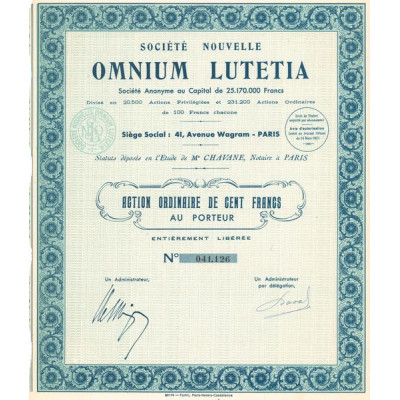 SOCIÉTÉ NOUVELLE
OMNIUM LUTETIA
Société Anonyme au Capital de 25.170.000 Francs
Divisé en 20.500 Actions Privilégiées et 231.200 Actions Ordinaires
de 100 Francs chacune
Siège Social : 41, Avenue Wagram - PARIS
Statuts déposés en l'Etude de Me CHAVANE, Notaire à PARIS
ACTION ORDINAIRE DE CENT FRANCS
AU PORTEUR
ENTIÈREMENT LIBÉRÉE
No 041,126
Un Administrateur,
Un Administrateur
par délégation,